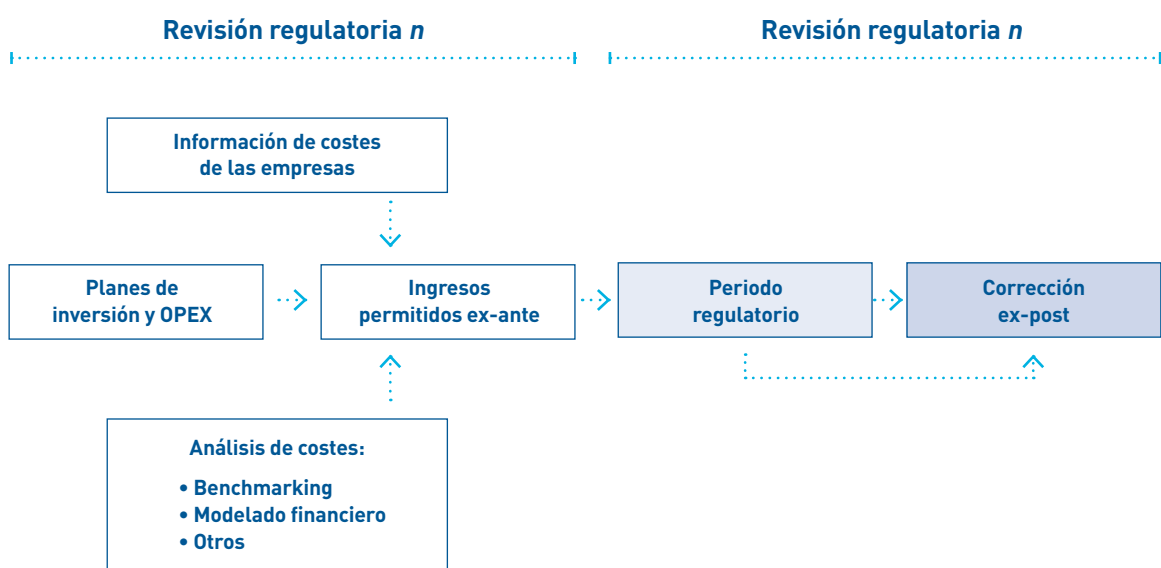 Revisión regulatoria n
Revisión regulatoria n
Información de costes
de las empresas
Planes de
inversión y OPEX
Ingresos
permitidos ex-ante
Periodo
regulatorio
Corrección
ex-post
Análisis de costes:
• Benchmarking
• Modelado financiero
• Otros